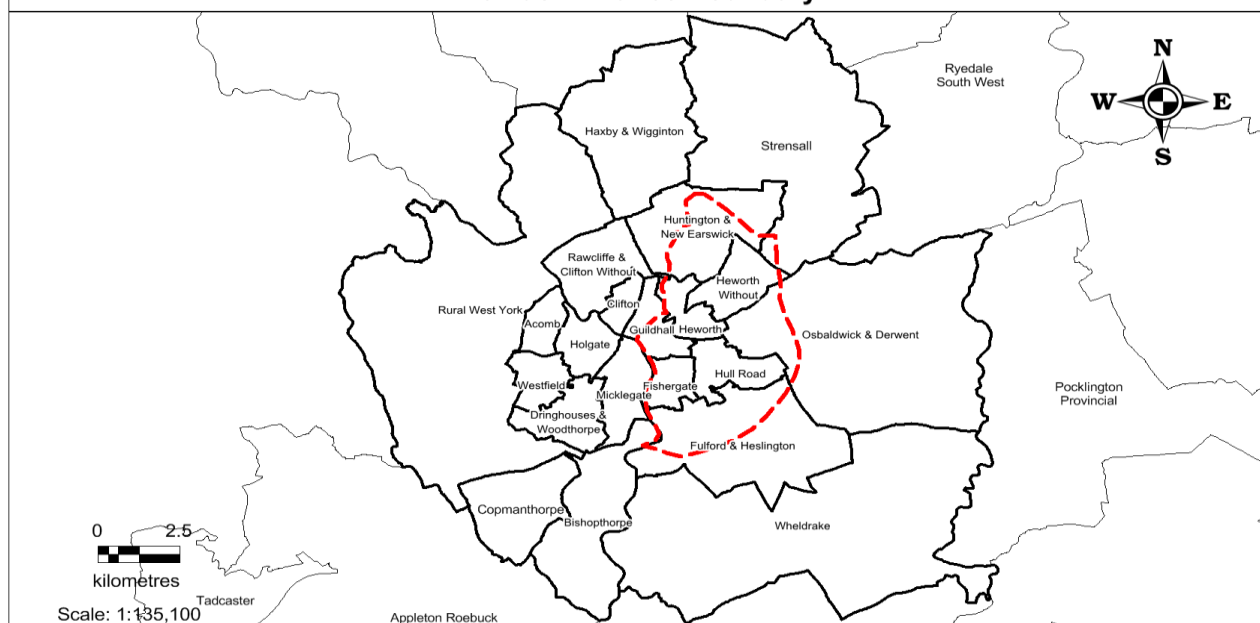 N
W
E
S
Ryedale
South West
Haxby & Wigginton
Strensall
Huntington &
New Earswick
Rawcliffe &
Clifton Without
Heworth
Without
Rural West York
Clifton
Acomb
Guildhall
Heworth
Osbaldwick & Derwent
Holgate
Hull Road
Westfield
Fishergate
Micklegate
Pocklington
Provincial
Dringhouses &
Woodthorpe
Fulford & Heslington
Copmanthorpe
Bishopthorpe
Wheldrake
0 2.5
kilometres
Tadcaster
Scale: 1:135,100
Appleton Roebuck